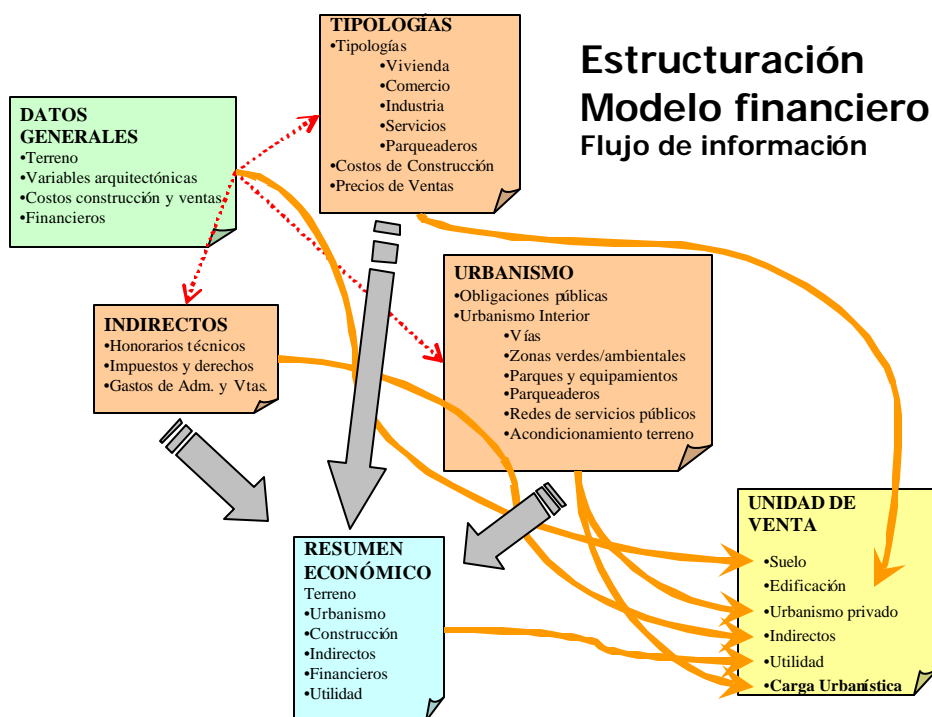 Estructuración
Modelo financiero
Flujo de información
TIPOLOGÍAS
•Tipologías
•Vivienda
•Comercio
•Industria
•Servicios
•Parqueaderos
•Costos de Construcción
•Precios de Ventas
DATOS
GENERALES
•Terreno
•Variables arquitectónicas
•Costos construcción y ventas
•Financieros
URBANISMO
•Obligaciones públicas
•Urbanismo Interior
•Vías
•Zonas verdes/ambientales
•Parques y equipamientos
•Parqueaderos
•Redes de servicios públicos
•Acondicionamiento terreno
INDIRECTOS
•Honorarios técnicos
•Impuestos y derechos
•Gastos de Adm. y Vtas.
RESUMEN
ECONÓMICO
Terreno
•Urbanismo
•Construcción
•Indirectos
•Financieros
•Utilidad
UNIDAD DE
VENTA
•Suelo
•Edificación
•Urbanismo privado
•Indirectos
•Utilidad
•Carga Urbanística